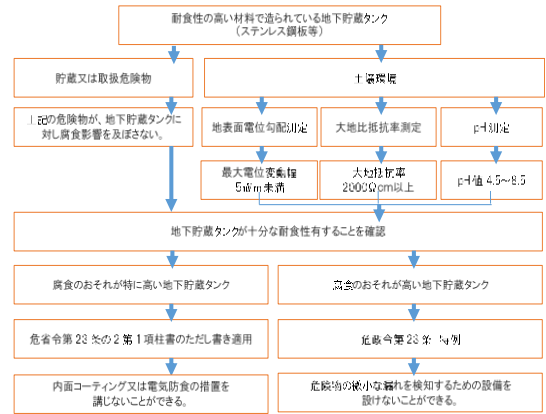 耐食性の高い材料で造られている地下貯蔵タンク
（ステンレス鋼板等）
貯蔵又は取扱危険物
土壌環境
上記の危険物が、地下貯蔵タンクに
対し腐食影響を及ぼさない。
地表面電位勾配測定
大地比抵抗率測定
pH測定
最大電位変動幅
5mV/m未満
大地抵抗率
2000Ωcm以上
pH値 4.5～8.5
地下貯蔵タンクが十分な耐食性有することを確認
腐食のおそれが特に高い地下貯蔵タンク
腐食のおそれが高い地下貯蔵タンク
危省令第23条の2第1項柱書のただし書き適用
危政令第23条 特例
内面コーティング又は電気防食の措置を
講じないことができる。
危険物の微小な漏れを検知するための設備を
設けないことができる。